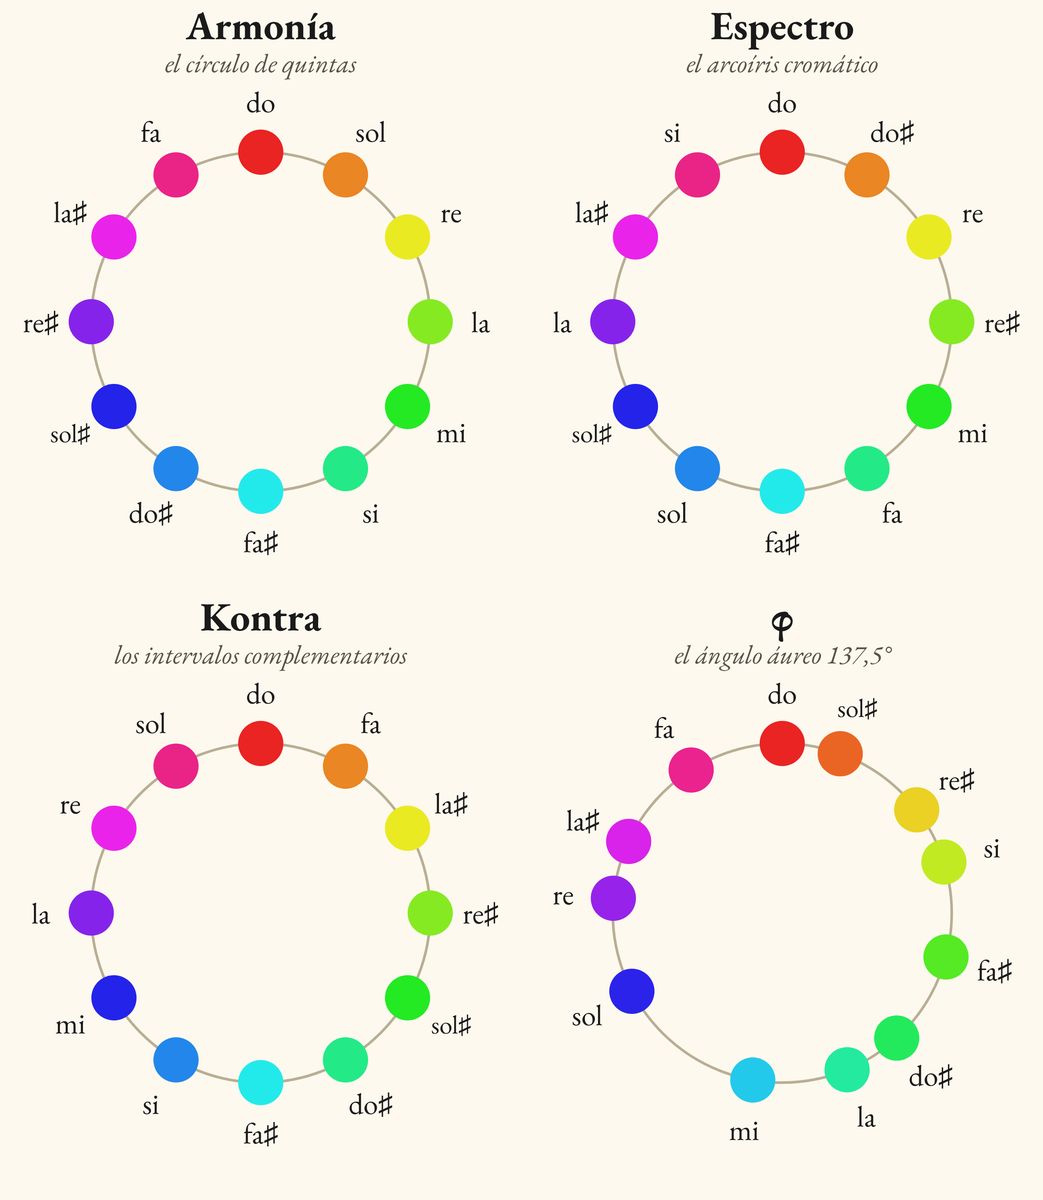 Armonía
el círculo de quintas
do
fa
sol
la♯
re
re♯
la
sol♯
mi
do♯
si
fa♯
Espectro
el arcoíris cromático
do
si
do♯
la♯
re
la
re♯
sol♯
mi
sol
fa
fa♯
Kontra
los intervalos complementarios
do
sol
fa
re
la♯
la
re♯
mi
sol♯
si
do♯
fa♯
φ
el ángulo áureo 137,5°
do
sol♯
fa
re♯
la♯
si
re
fa♯
sol
do♯
la
mi